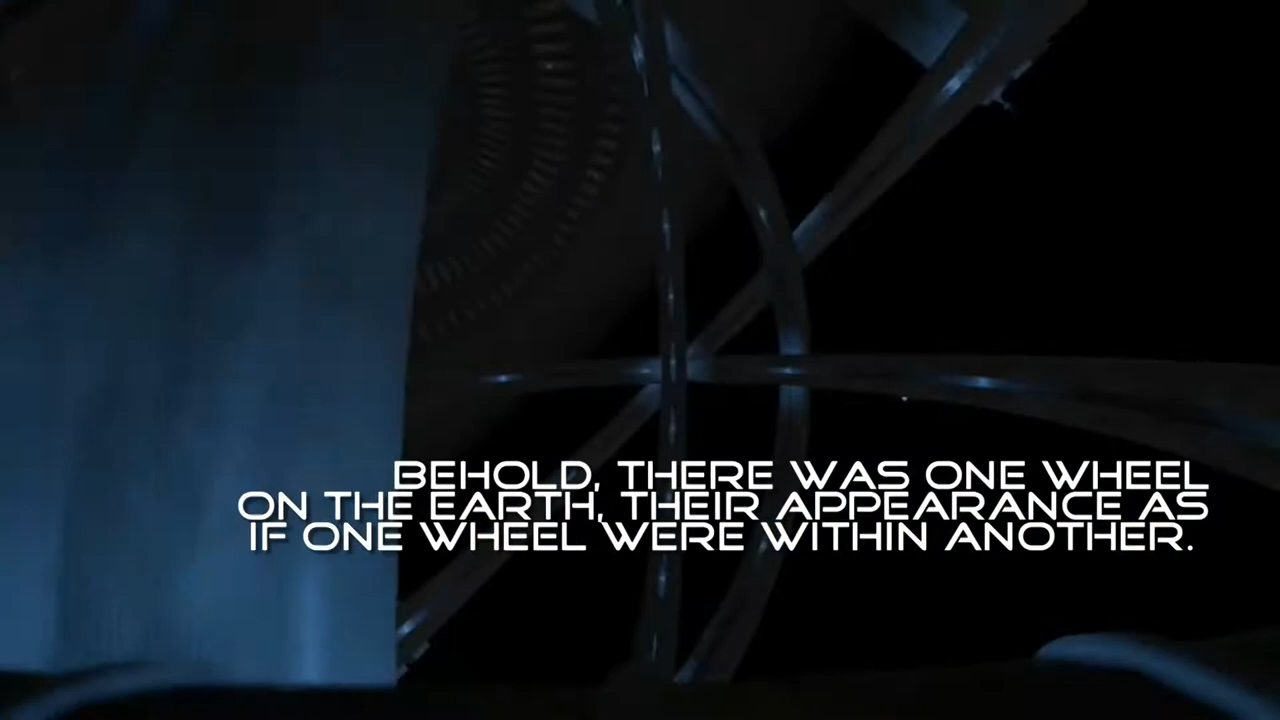 BEHOLD, THERE WAS ONE WHEEL
ON THE EARTH, THEIR APPEARANCE AS
IF ONE WHEEL WERE WITHIN ANOTHER.